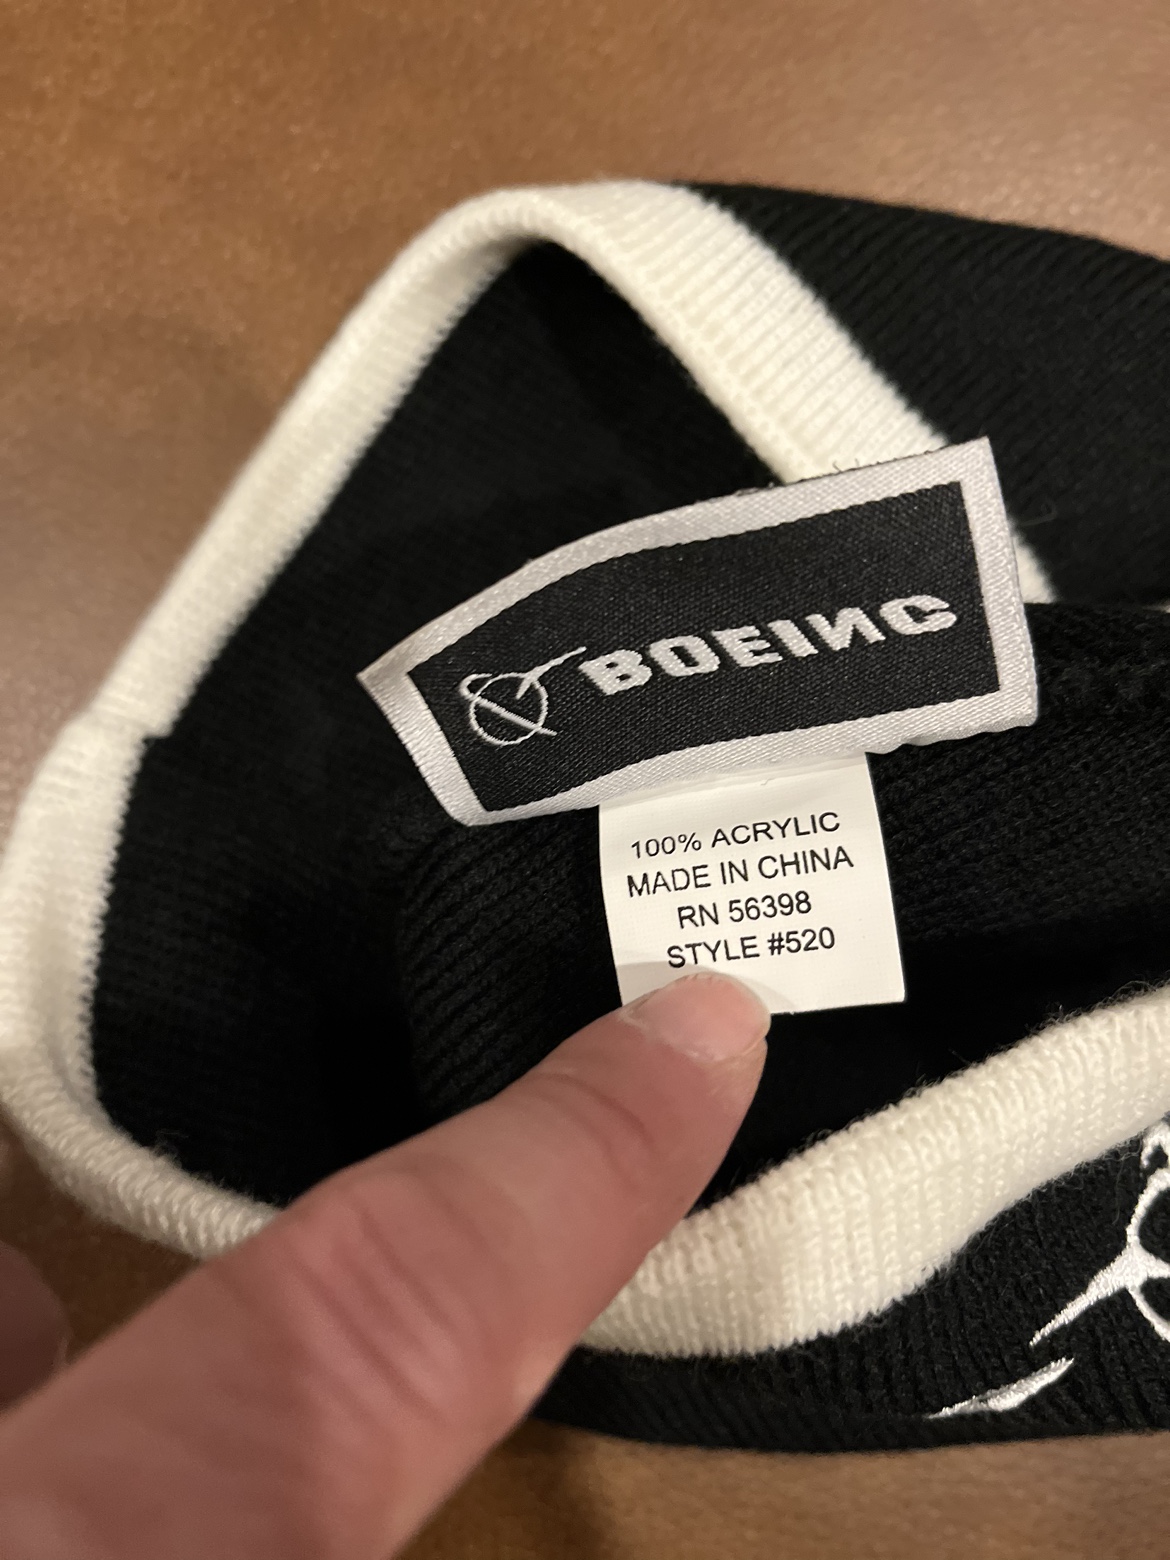 BOEING
100% ACRYLIC
MADE IN CHINA
RN 56398
STYLE #520